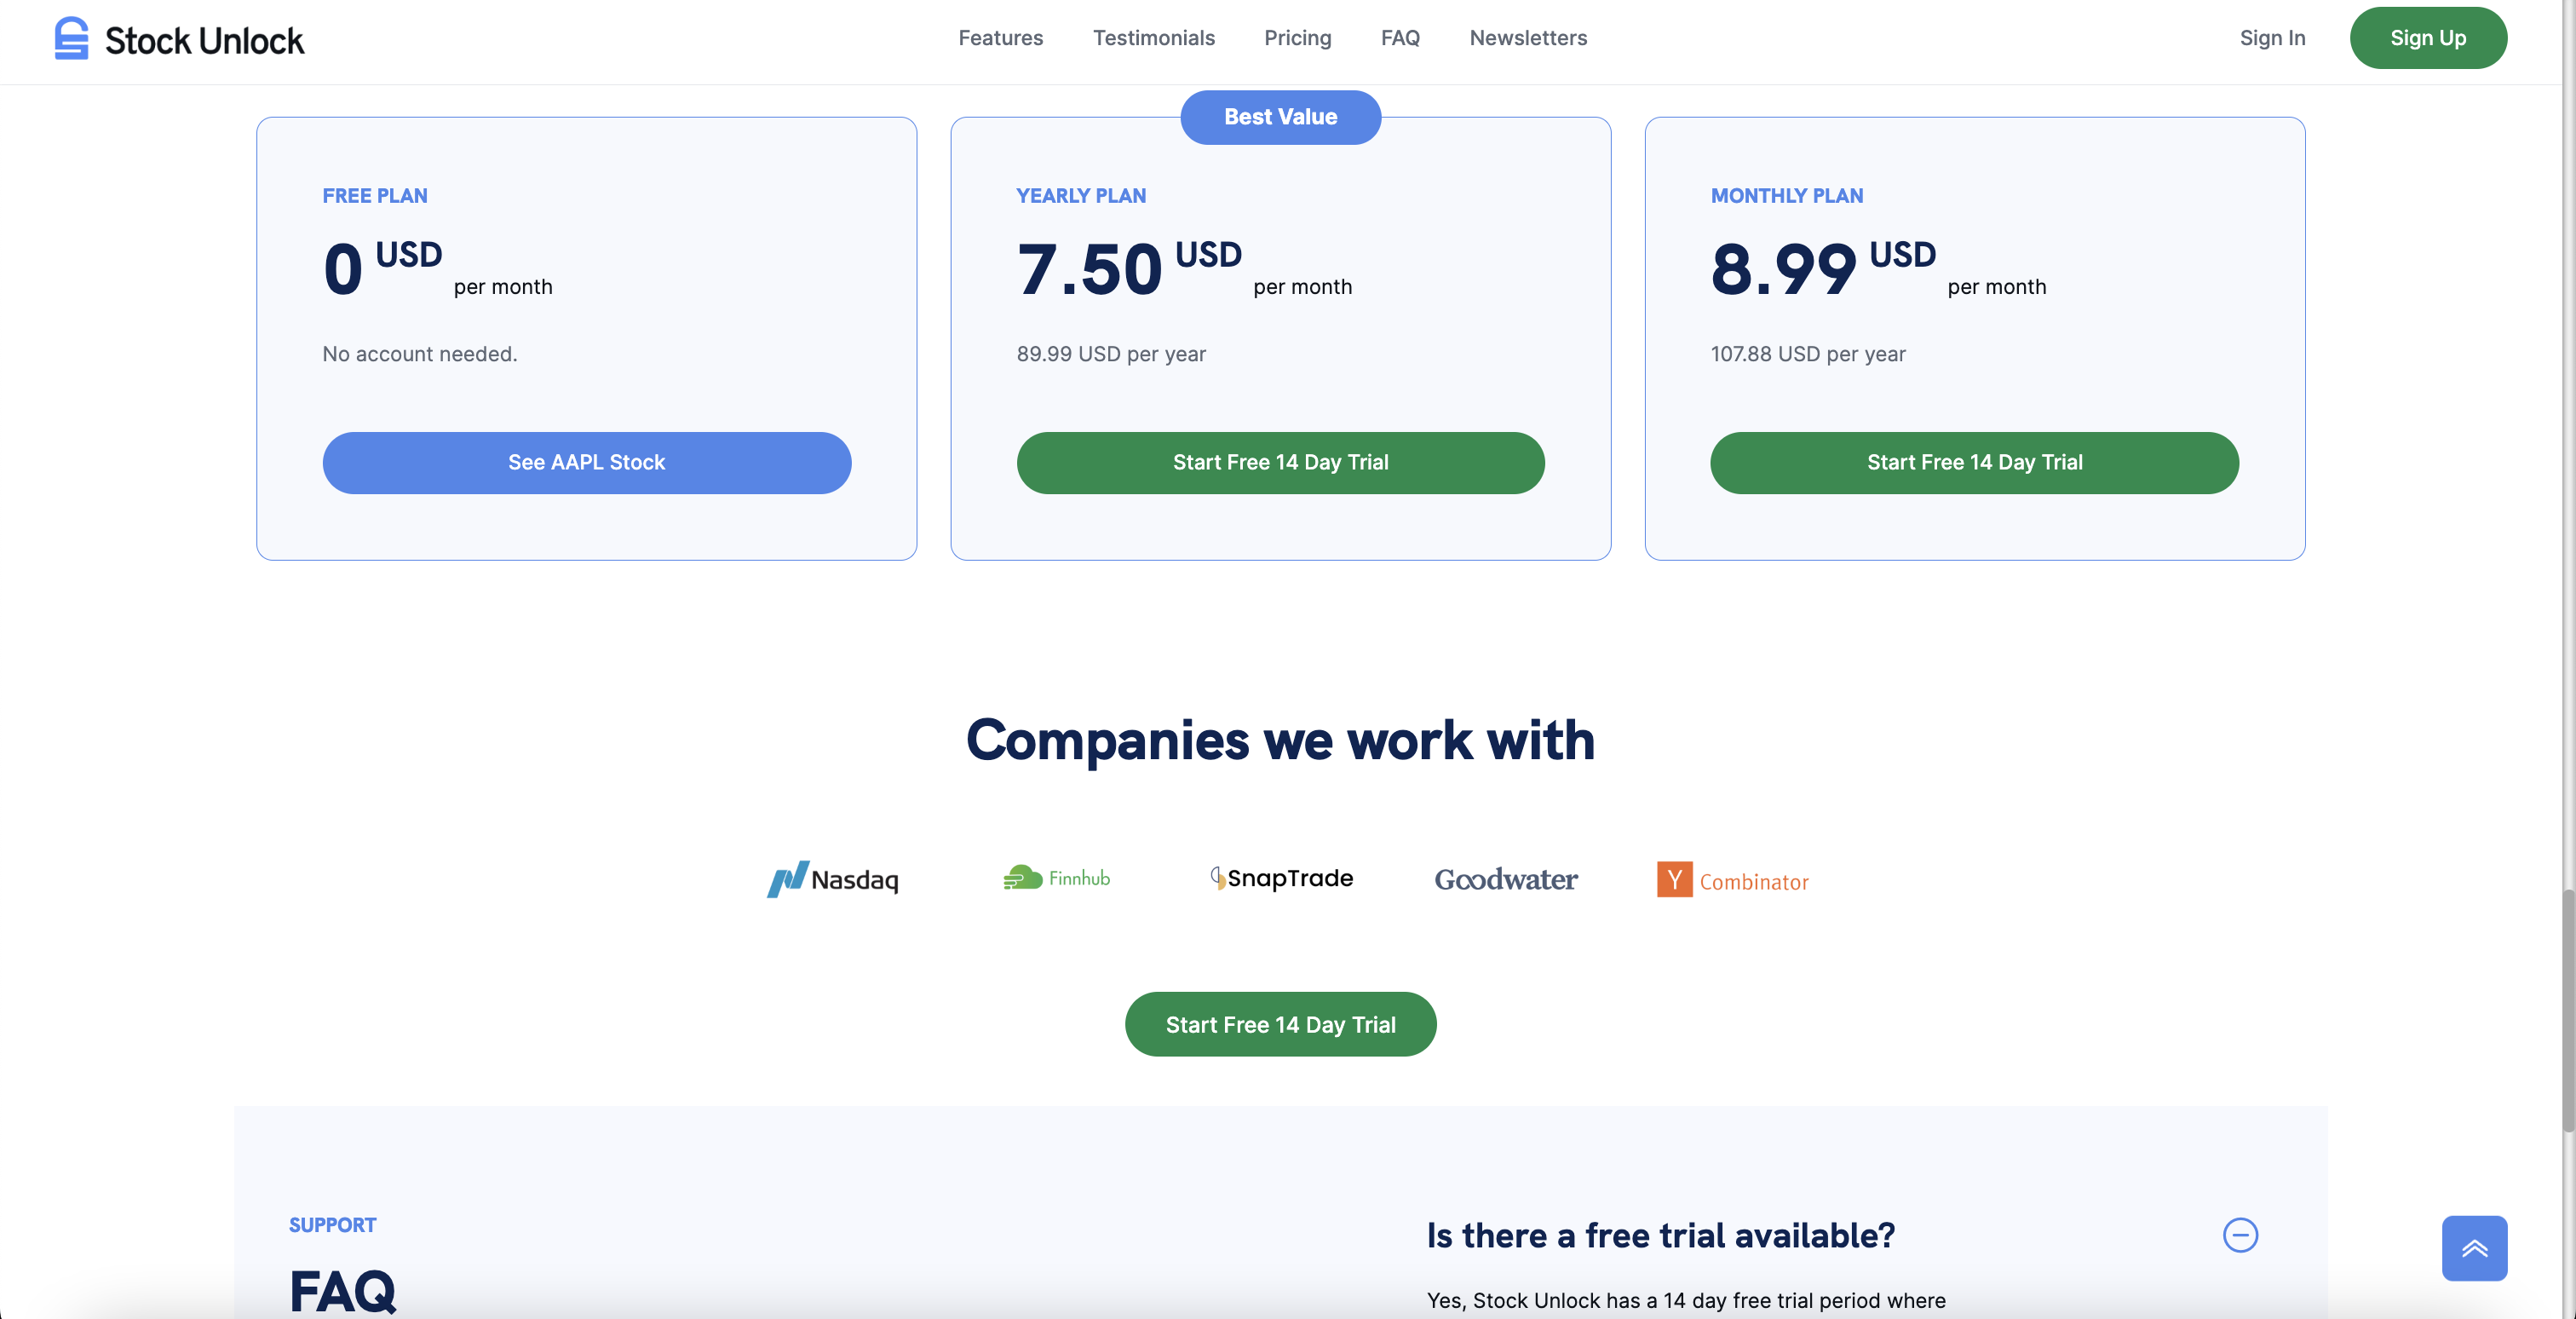 Stock Unlock
Features Testimonials Pricing FAQ Newsletters
Sign In Sign Up
FREE PLAN
0 USD per month
No account needed.
See AAPL Stock
Best Value
YEARLY PLAN
7.50 USD per month
89.99 USD per year
Start Free 14 Day Trial
MONTHLY PLAN
8.99 USD per month
107.88 USD per year
Start Free 14 Day Trial
Companies we work with
Nasdaq Finnhub SnapTrade Goodwater Y Combinator
Start Free 14 Day Trial
SUPPORT
FAQ
Is there a free trial available?
Yes, Stock Unlock has a 14 day free trial period where